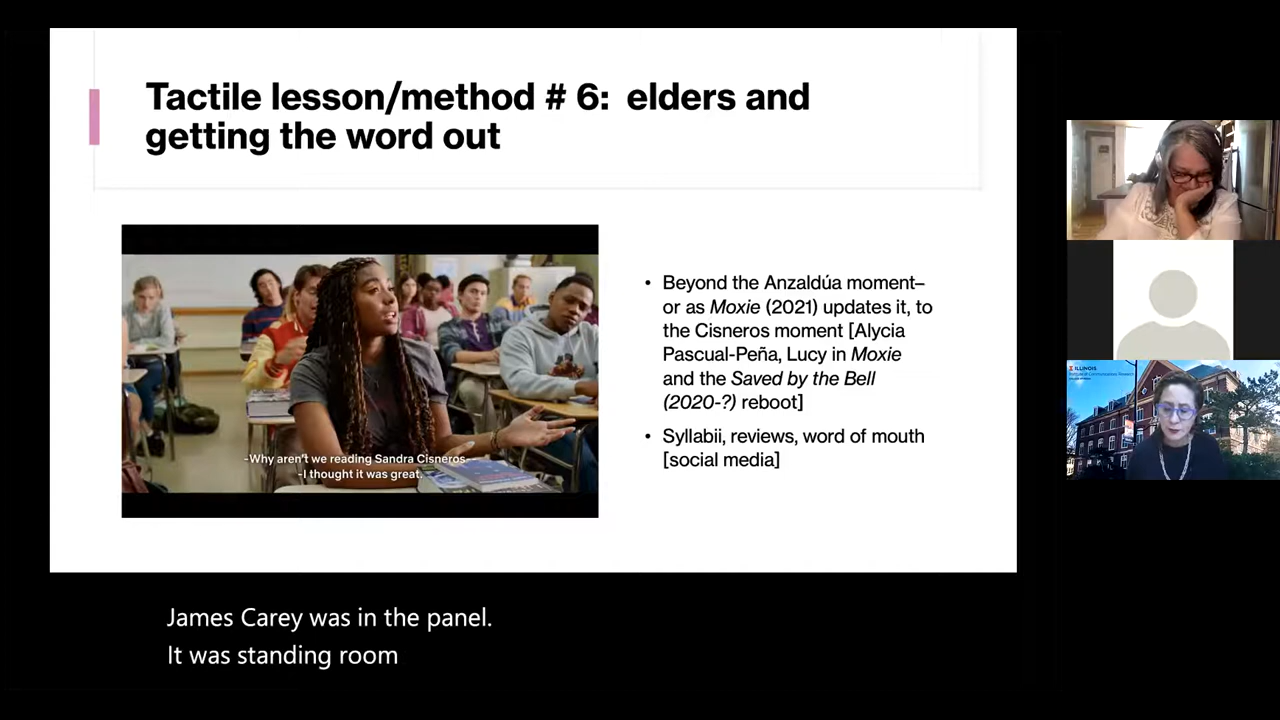 Tactile lesson/method # 6: elders and
getting the word out
-Why aren't we reading Sandra Cisneros-
-I thought it was great.
• Beyond the Anzaldúa moment–
or as Moxie (2021) updates it, to
the Cisneros moment [Alycia
Pascual-Peña, Lucy in Moxie
and the Saved by the Bell
(2020-?) reboot]
• Syllabii, reviews, word of mouth
[social media]
ILLINOIS
James Carey was in the panel.
It was standing room